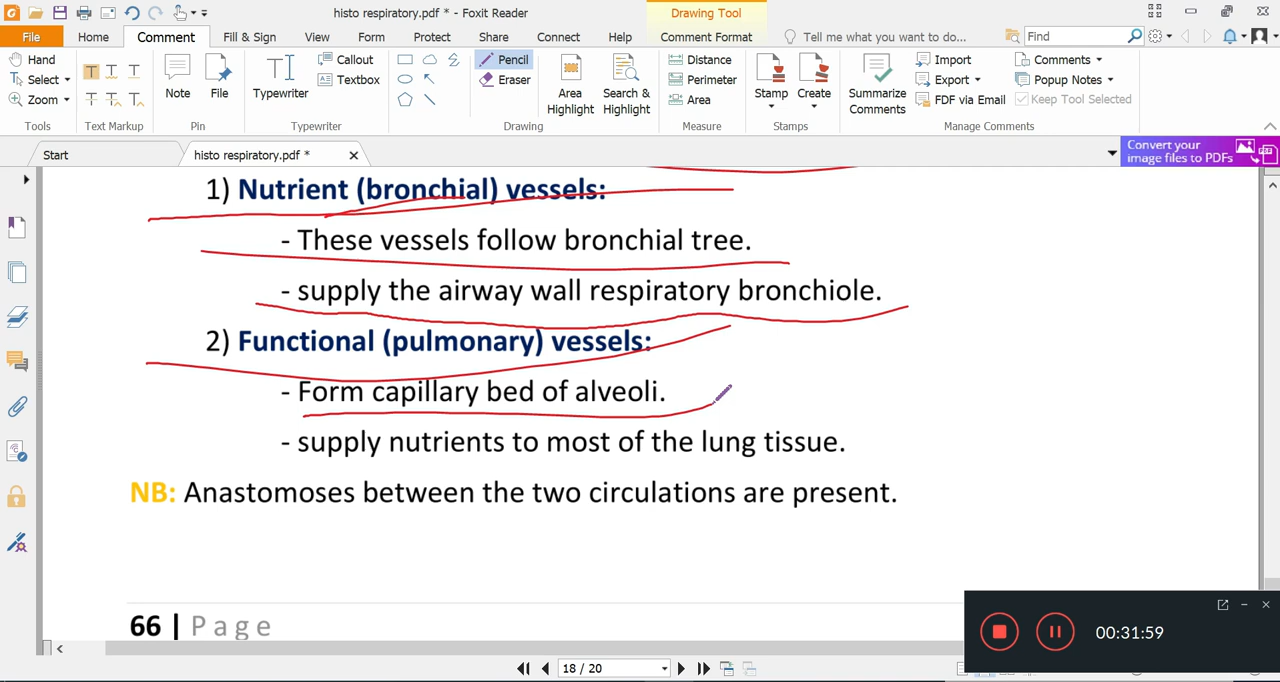 histo respiratory.pdf * - Foxit Reader
Drawing Tool
File Home Comment Fill & Sign View Form Protect Share Connect Help Comment Format Tell me what you want to do... Find
Hand
Select
Zoom
Tools
Text Markup
Note
File
Pin
Typewriter
Callout
Textbox
Typewriter
Pencil
Eraser
Area Highlight
Search & Highlight
Drawing
Distance
Perimeter
Area
Measure
Stamp
Create
Stamps
Summarize Comments
Import
Export
FDF via Email
Comments
Popup Notes
Keep Tool Selected
Manage Comments
Start
histo respiratory.pdf *
Convert your
image files to PDFs
1) Nutrient (bronchial) vessels:
- These vessels follow bronchial tree.
- supply the airway wall respiratory bronchiole.
2) Functional (pulmonary) vessels:
- Form capillary bed of alveoli.
- supply nutrients to most of the lung tissue.
NB: Anastomoses between the two circulations are present.
66 | Page
00:31:59
18 / 20